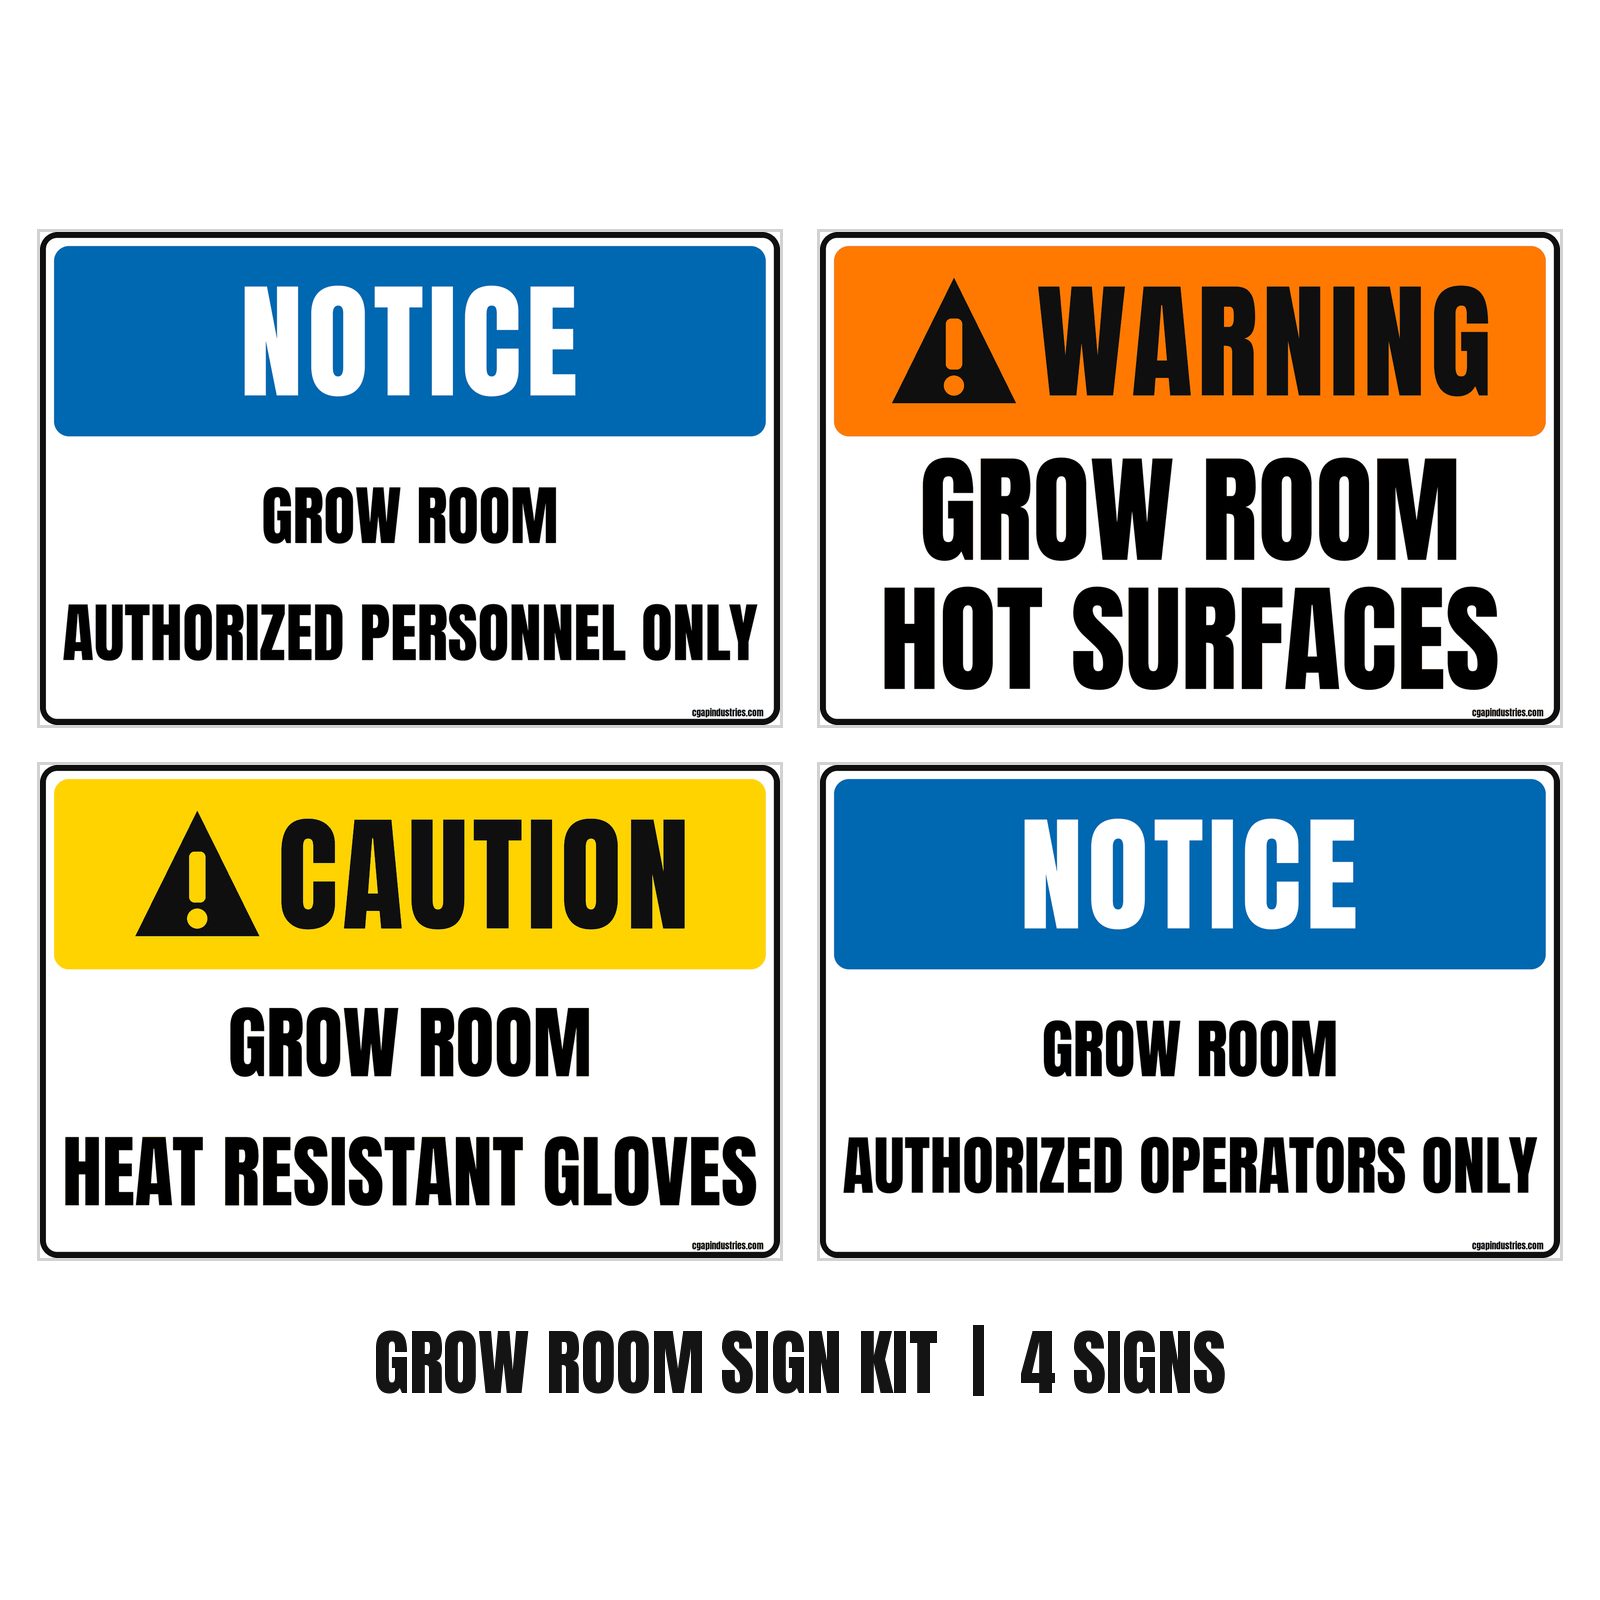 NOTICE
GROW ROOM
AUTHORIZED PERSONNEL ONLY
cgapindustries.com
WARNING
GROW ROOM
HOT SURFACES
cgapindustries.com
CAUTION
GROW ROOM
HEAT RESISTANT GLOVES
cgapindustries.com
NOTICE
GROW ROOM
AUTHORIZED OPERATORS ONLY
cgapindustries.com
GROW ROOM SIGN KIT | 4 SIGNS